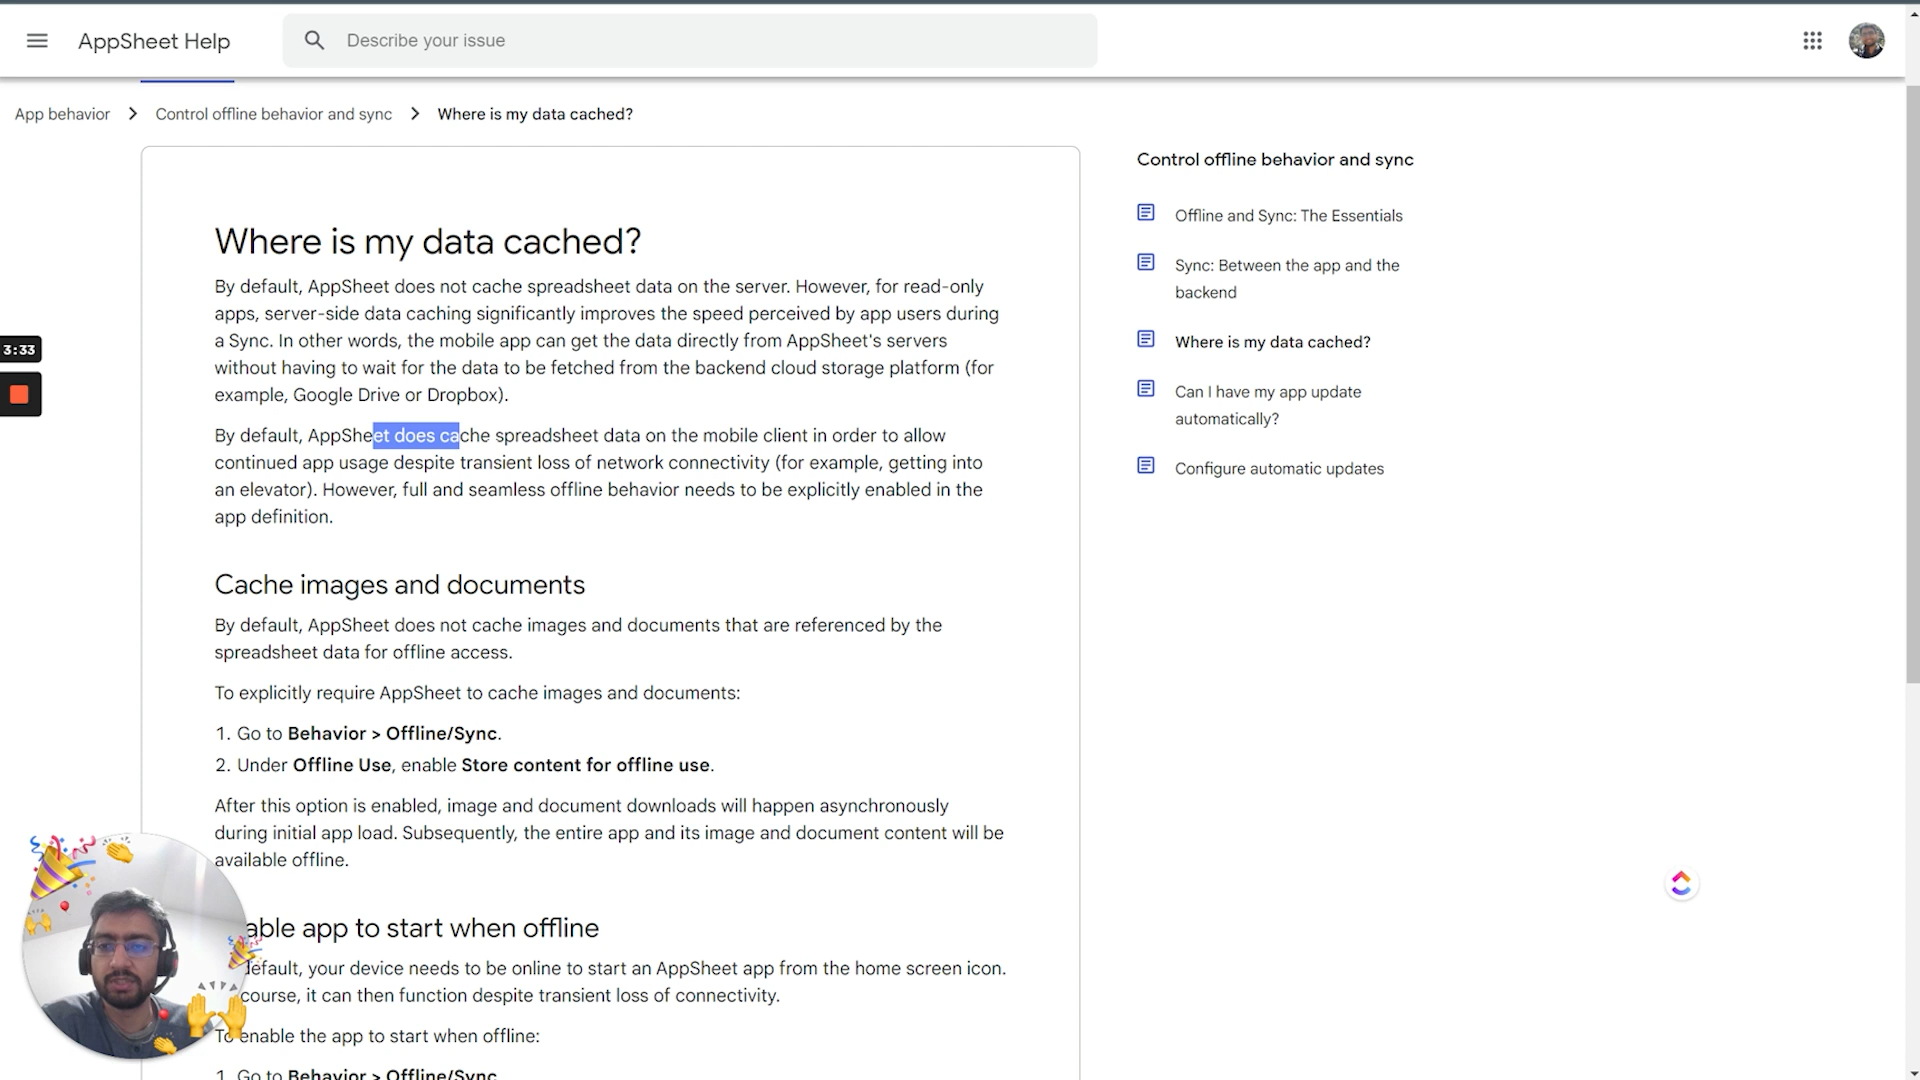 AppSheet Help
Describe your issue
App behavior
Control offline behavior and sync
Where is my data cached?
Where is my data cached?
By default, AppSheet does not cache spreadsheet data on the server. However, for read-only
apps, server-side data caching significantly improves the speed perceived by app users during
a Sync. In other words, the mobile app can get the data directly from AppSheet's servers
without having to wait for the data to be fetched from the backend cloud storage platform (for
example, Google Drive or Dropbox).
By default, AppSheet does cache spreadsheet data on the mobile client in order to allow
continued app usage despite transient loss of network connectivity (for example, getting into
an elevator). However, full and seamless offline behavior needs to be explicitly enabled in the
app definition.
Cache images and documents
By default, AppSheet does not cache images and documents that are referenced by the
spreadsheet data for offline access.
To explicitly require AppSheet to cache images and documents:
1. Go to Behavior > Offline/Sync.
2. Under Offline Use, enable Store content for offline use.
After this option is enabled, image and document downloads will happen asynchronously
during initial app load. Subsequently, the entire app and its image and document content will be
available offline.
able app to start when offline
default, your device needs to be online to start an AppSheet app from the home screen icon.
course, it can then function despite transient loss of connectivity.
To enable the app to start when offline:
1. Go to Behavior > Offline/Sync
Control offline behavior and sync
Offline and Sync: The Essentials
Sync: Between the app and the
backend
Where is my data cached?
Can I have my app update
automatically?
Configure automatic updates
3:33